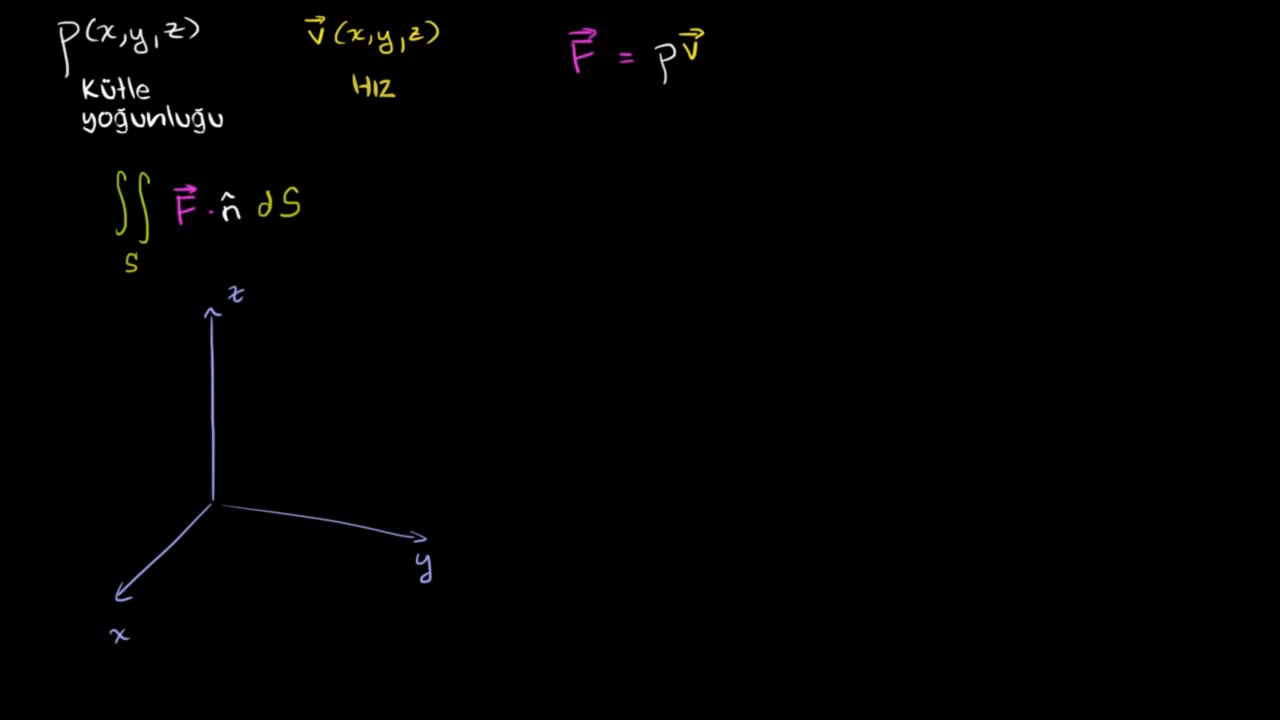 ρ(x,y,z)
Kütle
yoğunluğu
v⃗(x,y,z)
Hız
F⃗ = ρv⃗
∬ F⃗ · n̂ dS
S
z
y
x